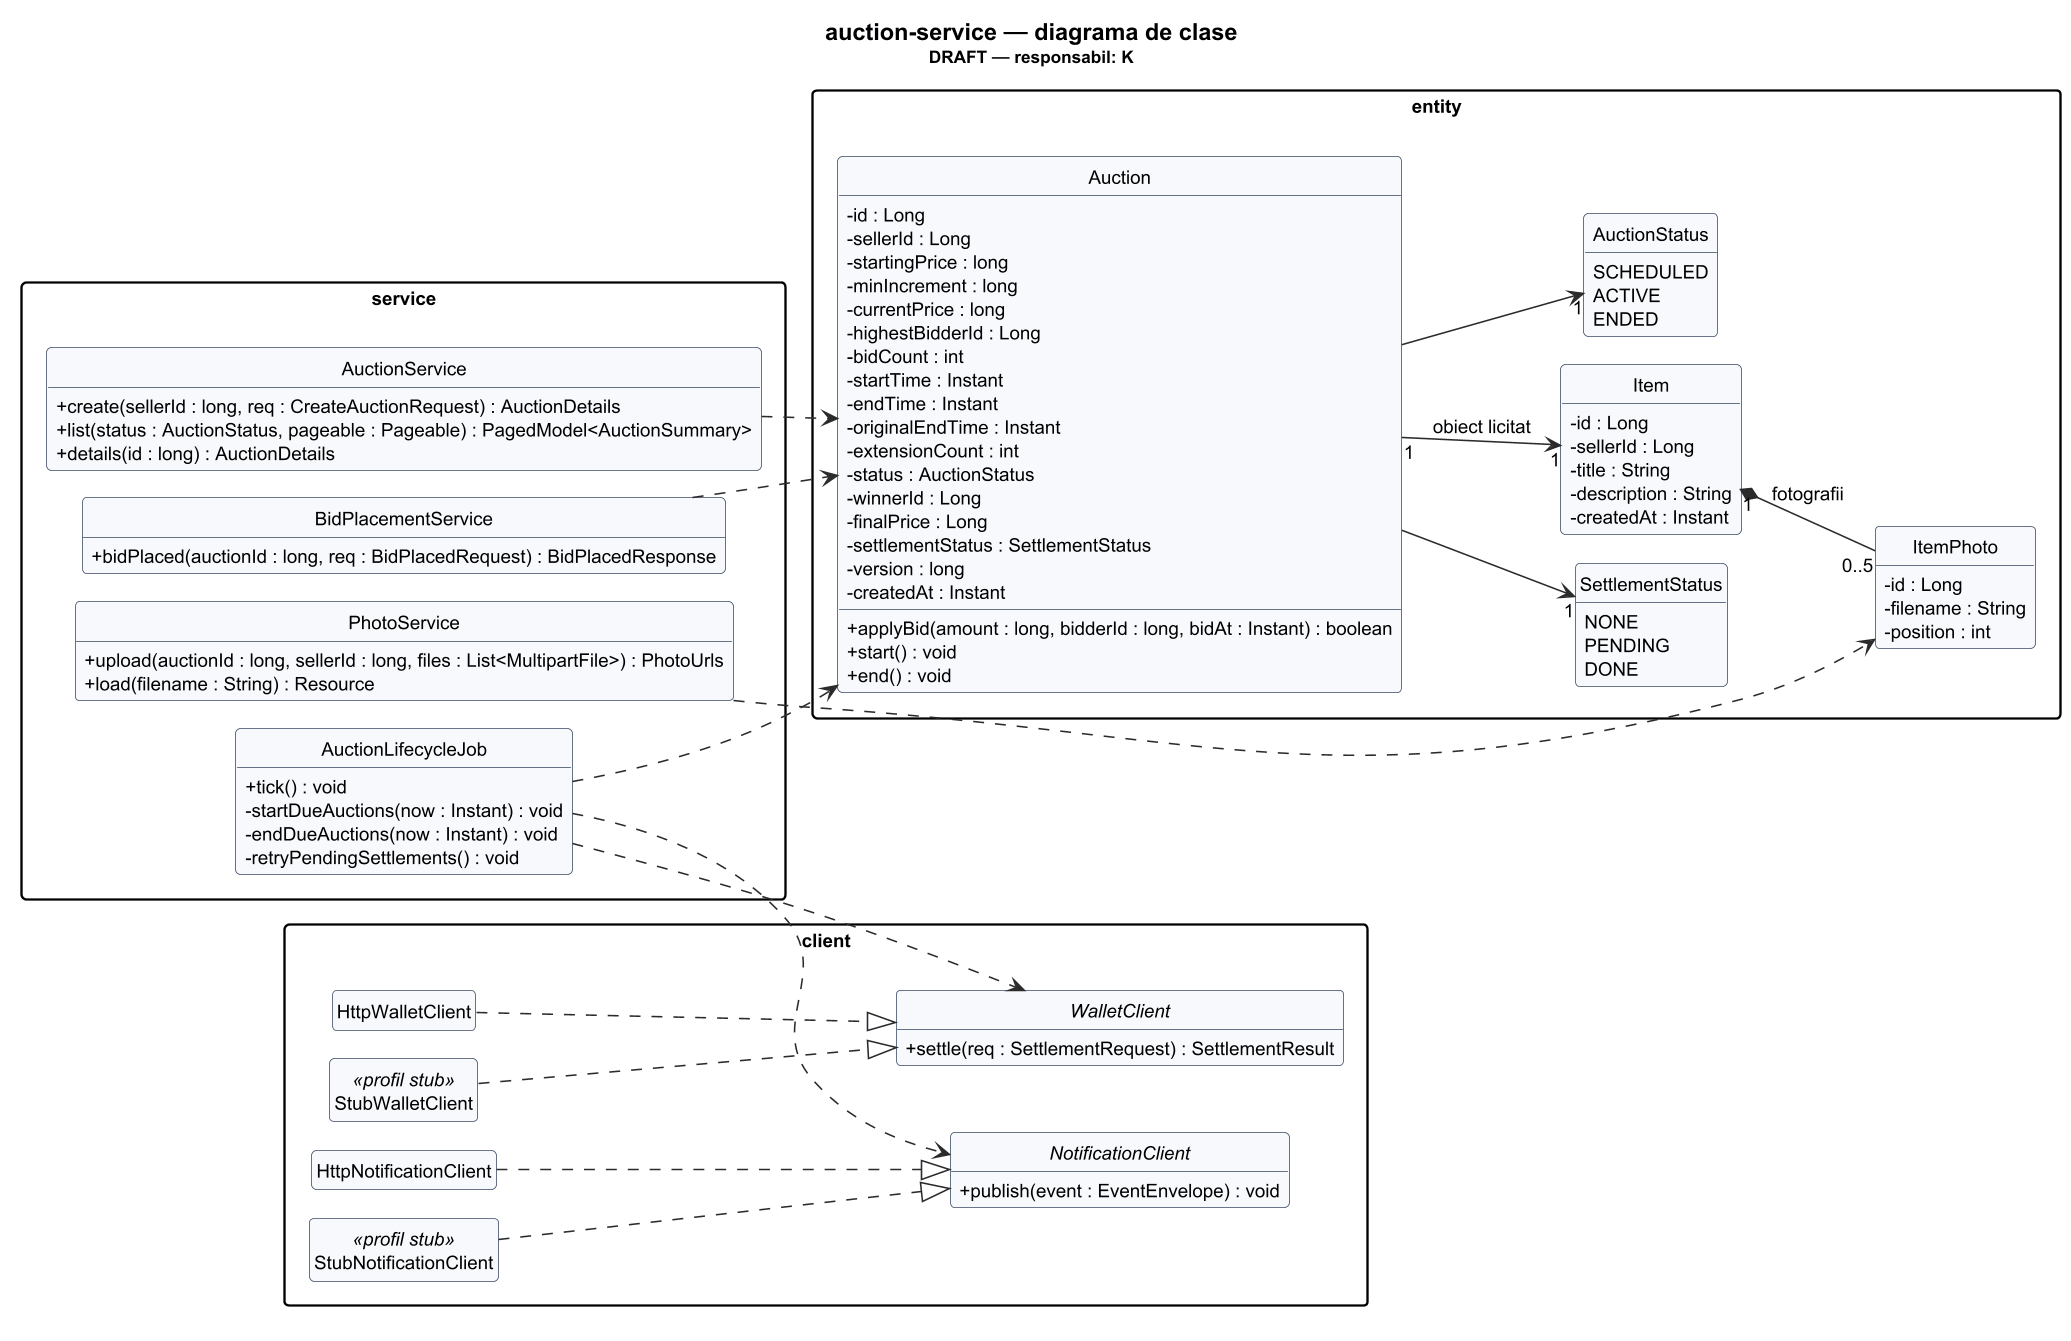 auction-service — diagrama de clase
DRAFT — responsabil: K
entity
Auction
-id : Long
-sellerId : Long
-startingPrice : long
-minIncrement : long
-currentPrice : long
-highestBidderId : Long
-bidCount : int
-startTime : Instant
-endTime : Instant
-originalEndTime : Instant
-extensionCount : int
-status : AuctionStatus
-winnerId : Long
-finalPrice : Long
-settlementStatus : SettlementStatus
-version : long
-createdAt : Instant
+applyBid(amount : long, bidderId : long, bidAt : Instant) : boolean
+start() : void
+end() : void
AuctionStatus
SCHEDULED
ACTIVE
ENDED
1
obiect licitat
1
1
Item
-id : Long
-sellerId : Long
-title : String
-description : String
-createdAt : Instant
1
fotografii
0..5
ItemPhoto
-id : Long
-filename : String
-position : int
1
SettlementStatus
NONE
PENDING
DONE
service
AuctionService
+create(sellerId : long, req : CreateAuctionRequest) : AuctionDetails
+list(status : AuctionStatus, pageable : Pageable) : PagedModel<AuctionSummary>
+details(id : long) : AuctionDetails
BidPlacementService
+bidPlaced(auctionId : long, req : BidPlacedRequest) : BidPlacedResponse
PhotoService
+upload(auctionId : long, sellerId : long, files : List<MultipartFile>) : PhotoUrls
+load(filename : String) : Resource
AuctionLifecycleJob
+tick() : void
-startDueAuctions(now : Instant) : void
-endDueAuctions(now : Instant) : void
-retryPendingSettlements() : void
client
HttpWalletClient
«profil stub»
StubWalletClient
HttpNotificationClient
«profil stub»
StubNotificationClient
WalletClient
+settle(req : SettlementRequest) : SettlementResult
NotificationClient
+publish(event : EventEnvelope) : void